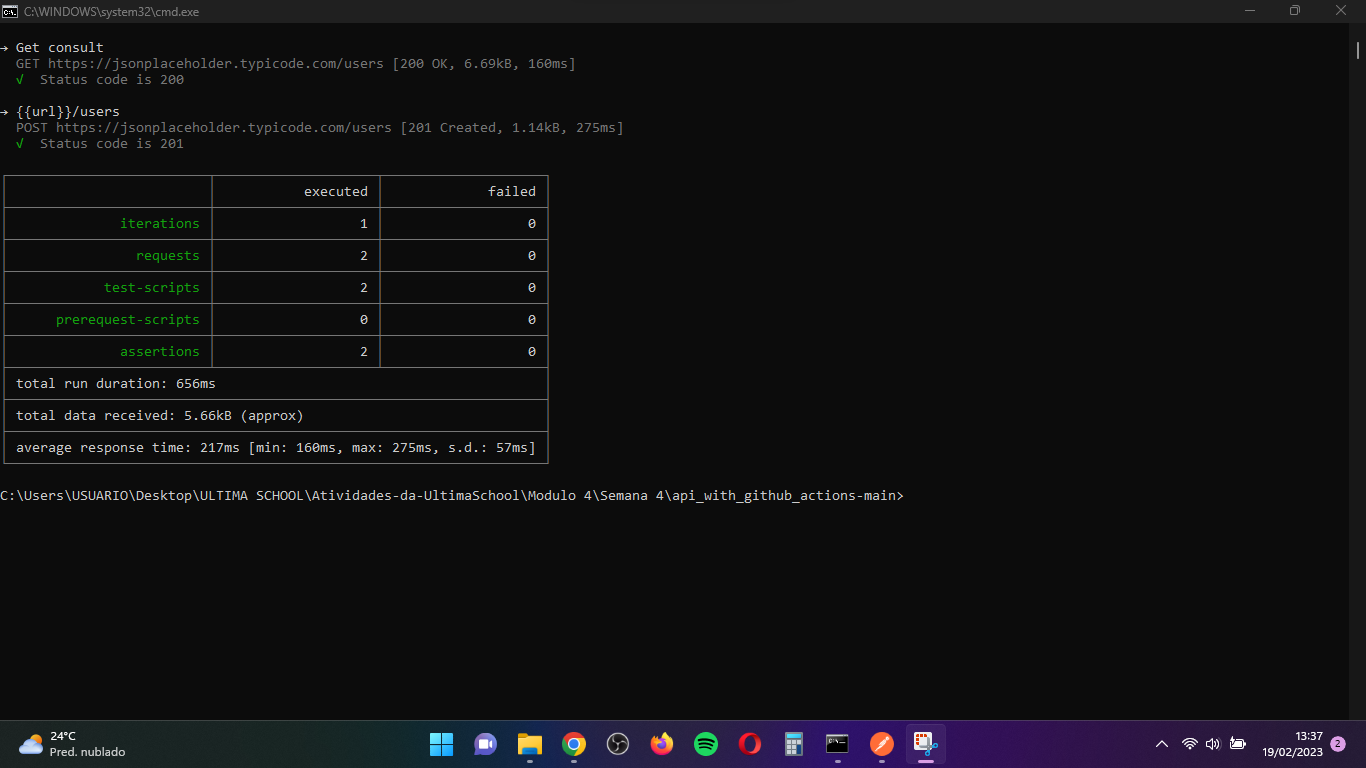 C:\WINDOWS\system32\cmd.exe
→ Get consult
GET https://jsonplaceholder.typicode.com/users [200 OK, 6.69kB, 160ms]
√ Status code is 200
→ {{url}}/users
POST https://jsonplaceholder.typicode.com/users [201 Created, 1.14kB, 275ms]
√ Status code is 201
executed failed
iterations 1 0
requests 2 0
test-scripts 2 0
prerequest-scripts 0 0
assertions 2 0
total run duration: 656ms
total data received: 5.66kB (approx)
average response time: 217ms [min: 160ms, max: 275ms, s.d.: 57ms]
C:\Users\USUARIO\Desktop\ULTIMA SCHOOL\Atividades-da-UltimaSchool\Modulo 4\Semana 4\api_with_github_actions-main>
24°C
Pred. nublado
13:37
19/02/2023
2